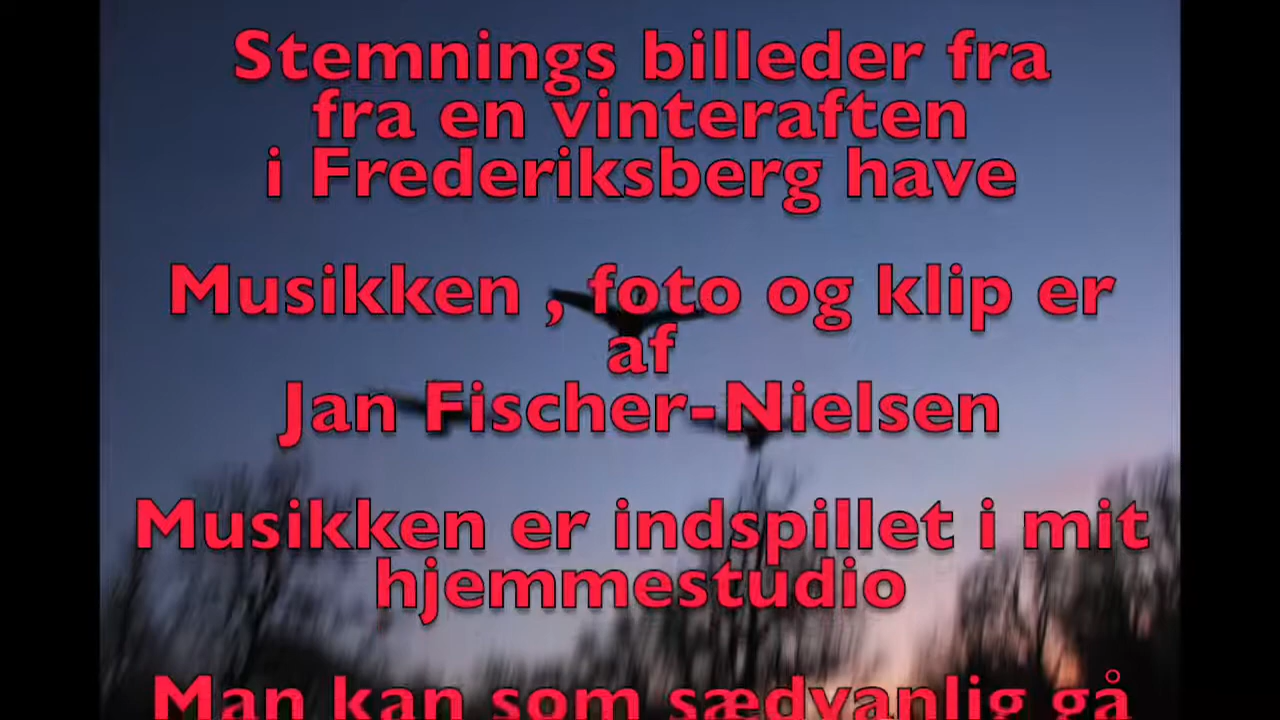 Stemnings billeder fra
fra en vinteraften
i Frederiksberg have
Musikken , foto og klip er
af
Jan Fischer-Nielsen
Musikken er indspillet i mit
hjemmestudio
Man kan som sædvanlig gå